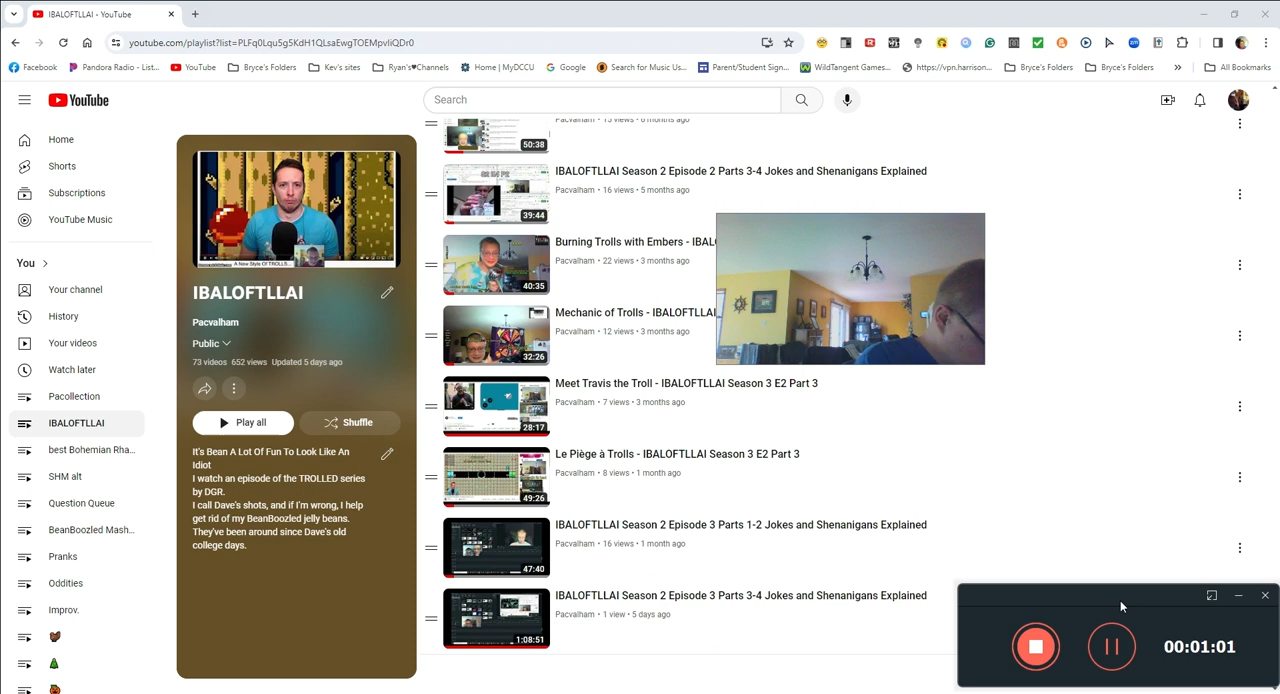 IBALOFTLLAI - YouTube
youtube.com/playlist?list=PLFq0Lqu5g5KdH1QLsaEwgTOEMpvIiQDr0
Facebook Pandora Radio - List... YouTube Bryce's Folders Kev's sites Ryan's♥Channels Home | MyDCCU Google Search for Music Us... Parent/Student Sign... WildTangent Games... https://vpn.harrison... Bryce's Folders Bryce's Folders » All Bookmarks
YouTube
Search
Home
Shorts
Subscriptions
YouTube Music
You
Your channel
History
Your videos
Watch later
Pacollection
IBALOFTLLAI
best Bohemian Rha...
SHM alt
Question Queue
BeanBoozled Mash...
Pranks
Oddities
Improv.
A New Style Of TROLLS...
IBALOFTLLAI
Pacvalham
Public
73 videos 652 views Updated 5 days ago
Play all
Shuffle
It's Bean A Lot Of Fun To Look Like An
Idiot
I watch an episode of the TROLLED series
by DGR.
I call Dave's shots, and if I'm wrong, I help
get rid of my BeanBoozled jelly beans.
They've been around since Dave's old
college days.
Pacvalham • 15 views • 6 months ago
50:38
IBALOFTLLAI Season 2 Episode 2 Parts 3-4 Jokes and Shenanigans Explained
Pacvalham • 16 views • 5 months ago
39:44
Burning Trolls with Embers - IBAL
Pacvalham • 22 views • 3 months ago
40:35
Mechanic of Trolls - IBALOFTLLAI
Pacvalham • 12 views • 3 months ago
32:26
Meet Travis the Troll - IBALOFTLLAI Season 3 E2 Part 3
Pacvalham • 7 views • 3 months ago
28:17
Le Piège à Trolls - IBALOFTLLAI Season 3 E2 Part 3
Pacvalham • 8 views • 1 month ago
49:26
IBALOFTLLAI Season 2 Episode 3 Parts 1-2 Jokes and Shenanigans Explained
Pacvalham • 16 views • 1 month ago
47:40
IBALOFTLLAI Season 2 Episode 3 Parts 3-4 Jokes and Shenanigans Explained
Pacvalham • 1 view • 5 days ago
1:08:51
00:01:01